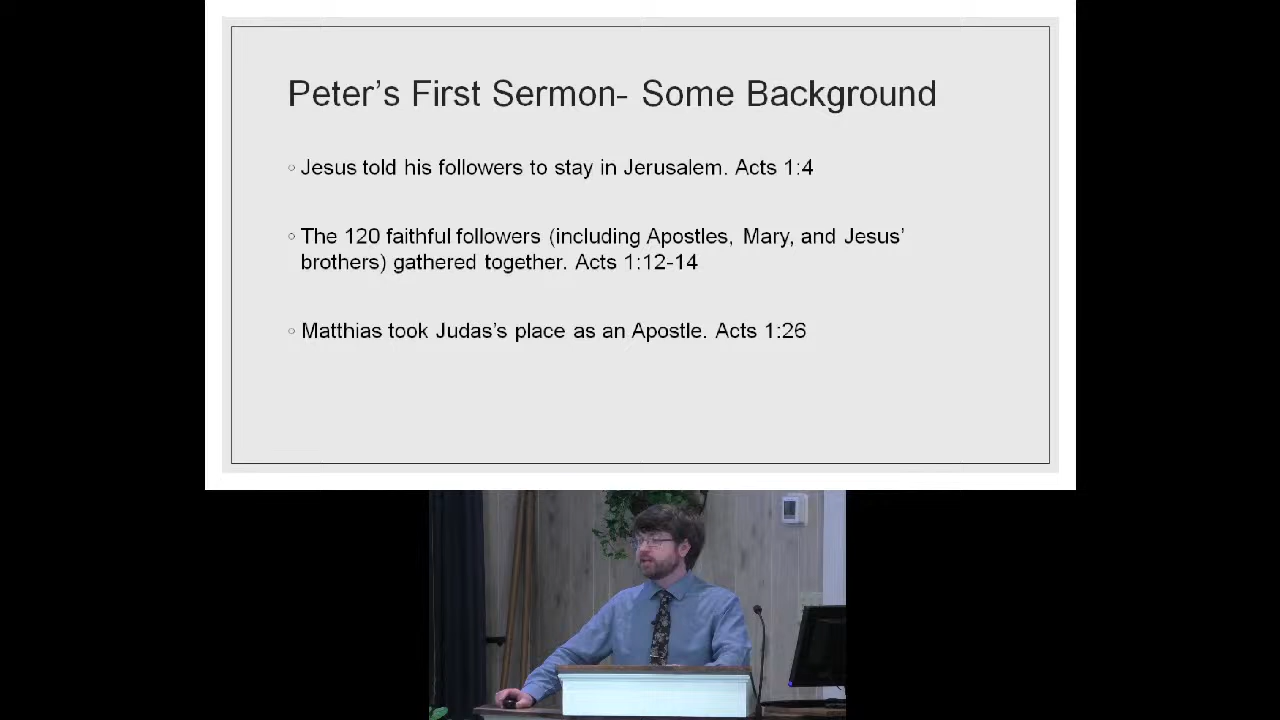 Peter’s First Sermon- Some Background
◦ Jesus told his followers to stay in Jerusalem. Acts 1:4
◦ The 120 faithful followers (including Apostles, Mary, and Jesus’
brothers) gathered together. Acts 1:12-14
◦ Matthias took Judas’s place as an Apostle. Acts 1:26